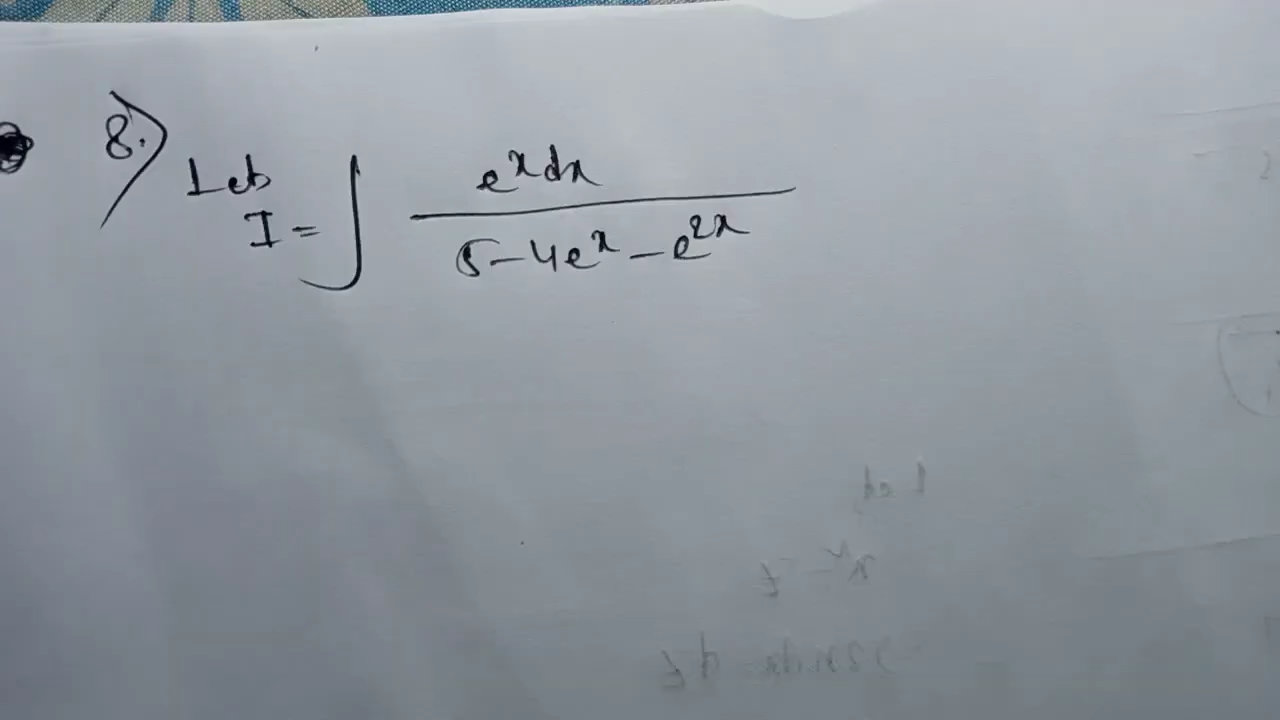 8.) Let
I = ∫ e^x dx / 5 - 4e^x - e^2x